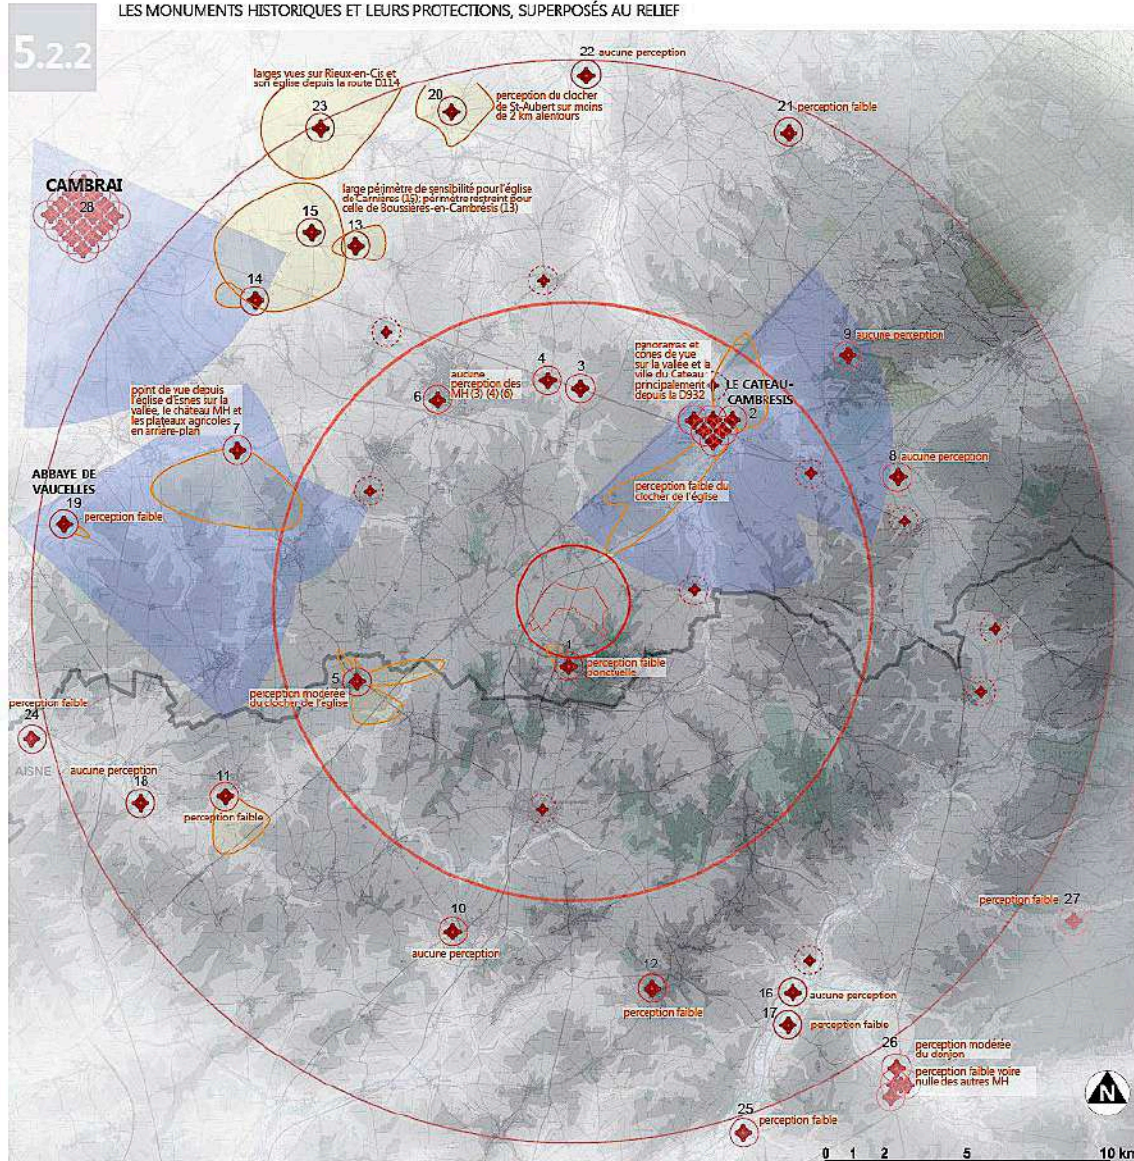 LES MONUMENTS HISTORIQUES ET LEURS PROTECTIONS, SUPERPOSÉS AU RELIEF
5.2.2
22 aucune perception
larges vues sur Rieux-en-Cis et
son église depuis la route D114
23
20
perception du clocher
de St-Aubert sur moins
de 2 km alentours
21 perception faible
CAMBRAI
28
large périmètre de sensibilité pour l'église
de Carnières (15); périmètre restreint pour
celle de Boussières-en-Cambrésis (13)
15
13
14
9 aucune perception
panoramas et
cônes de vue
sur la vallée et la
ville du Cateau
principalement
depuis la D932
LE CATEAU-
CAMBRESIS
2
4
3
aucune
perception des
MH (3) (4) (6)
6
point de vue depuis
l'église d'Esnes sur la
vallée, le château MH et
les plateaux agricoles
en arrière-plan
7
8
aucune perception
ABBAYE DE
VAUCELLES
19
perception faible
perception faible du
clocher de l'église
1
perception faible
ponctuelle
5
perception modérée
du clocher de l'église
perception faible
24
AISNE
aucune perception
18
11
perception faible
10
aucune perception
perception faible 27
12
perception faible
16
aucune perception
17
perception faible
26
perception modérée
du donjon
perception faible voire
nulle des autres MH
25
perception faible
N
0 1 2 5 10 km